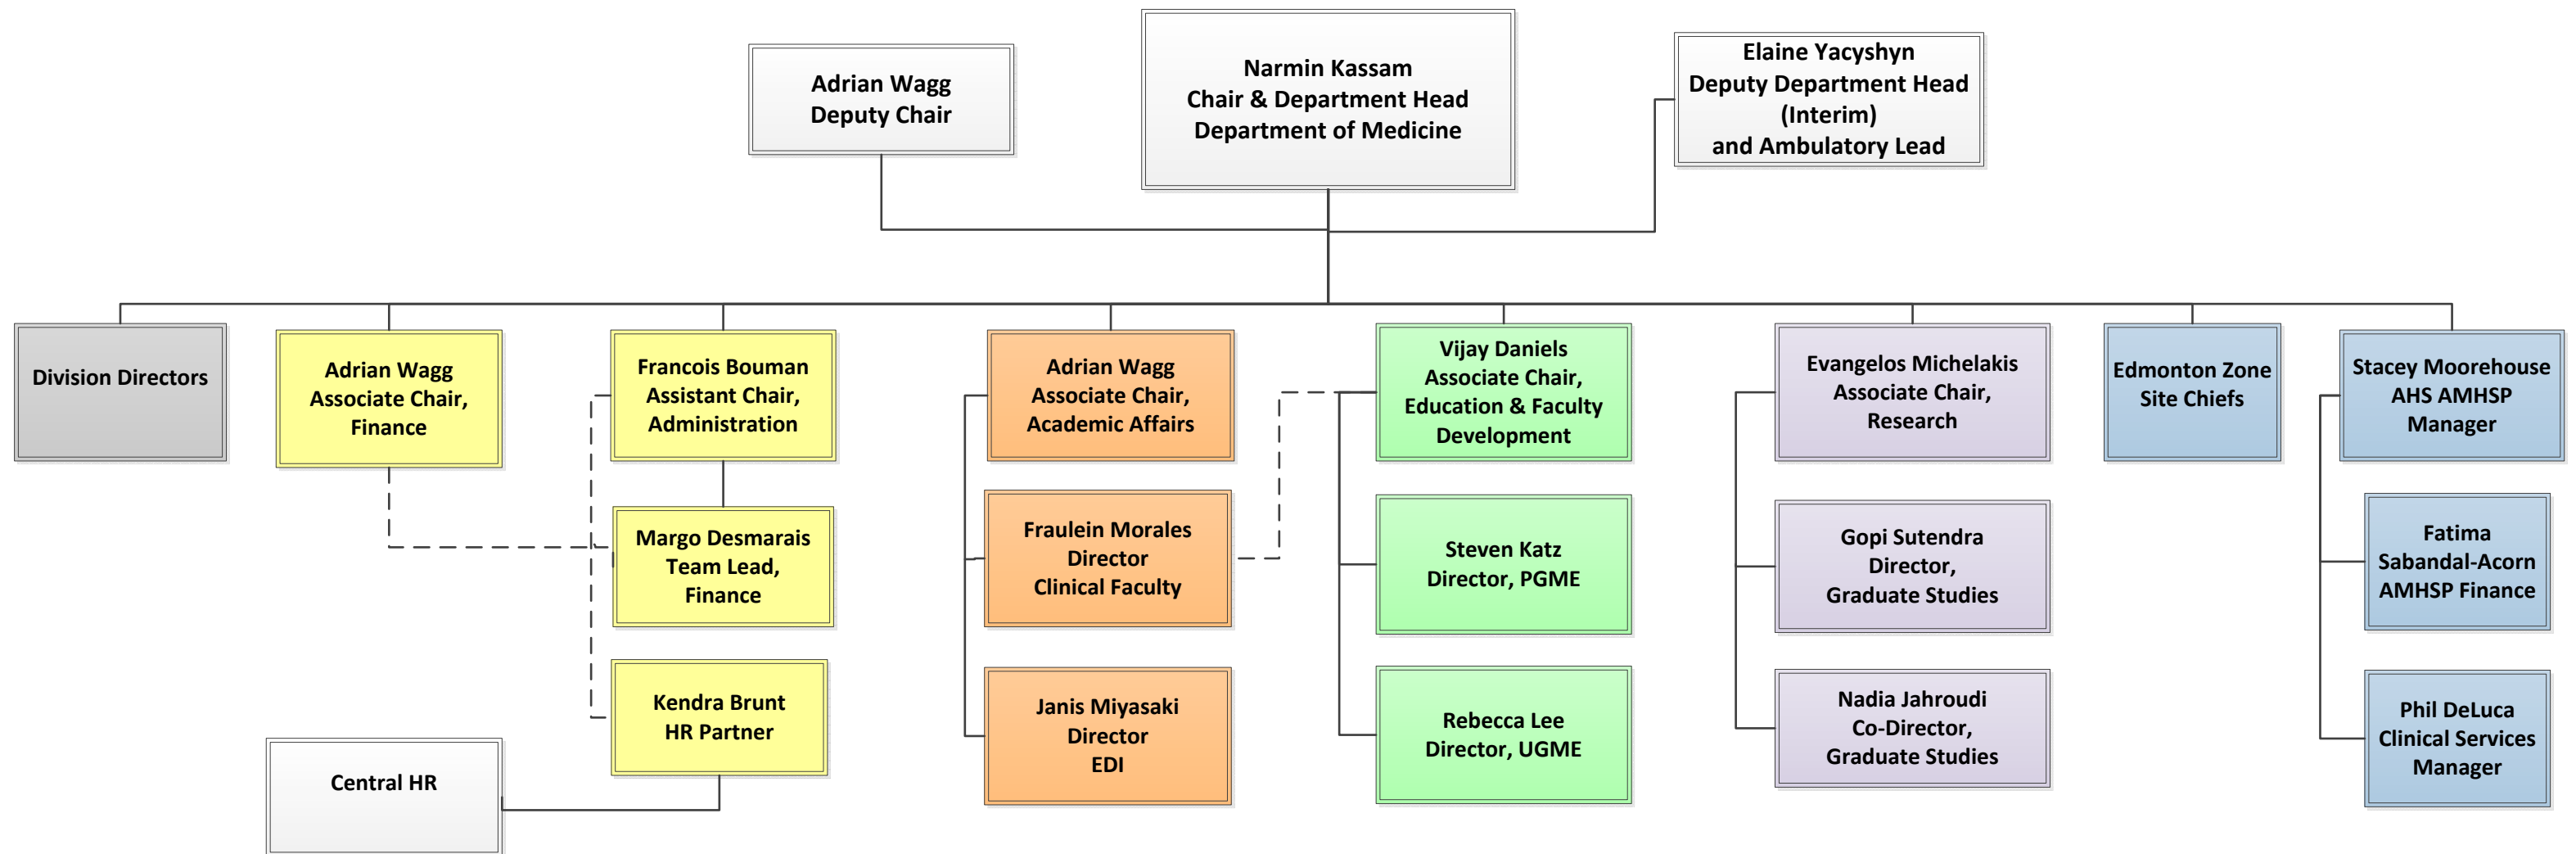 Adrian Wagg
Deputy Chair
Narmin Kassam
Chair & Department Head
Department of Medicine
Elaine Yacyshyn
Deputy Department Head
(Interim)
and Ambulatory Lead
Division Directors
Adrian Wagg
Associate Chair,
Finance
Francois Bouman
Assistant Chair,
Administration
Margo Desmarais
Team Lead,
Finance
Kendra Brunt
HR Partner
Central HR
Adrian Wagg
Associate Chair,
Academic Affairs
Fraulein Morales
Director
Clinical Faculty
Janis Miyasaki
Director
EDI
Vijay Daniels
Associate Chair,
Education & Faculty
Development
Steven Katz
Director, PGME
Rebecca Lee
Director, UGME
Evangelos Michelakis
Associate Chair,
Research
Gopi Sutendra
Director,
Graduate Studies
Nadia Jahroudi
Co-Director,
Graduate Studies
Edmonton Zone
Site Chiefs
Stacey Moorehouse
AHS AMHSP
Manager
Fatima
Sabandal-Acorn
AMHSP Finance
Phil DeLuca
Clinical Services
Manager